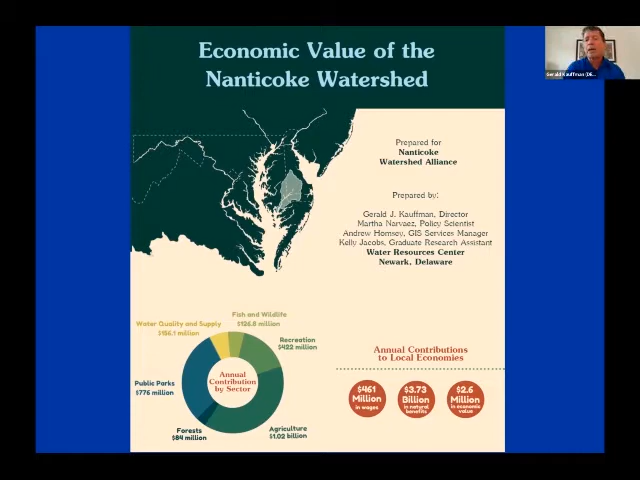 Economic Value of the
Nanticoke Watershed
Gerald Kauffman (DE...
Prepared for
Nanticoke
Watershed Alliance
Prepared by:
Gerald J. Kauffman, Director
Martha Narvaez, Policy Scientist
Andrew Homsey, GIS Services Manager
Kelly Jacobs, Graduate Research Assistant
Water Resources Center
Newark, Delaware
Fish and Wildlife
$126.8 million
Water Quality and Supply
$156.1 million
Recreation
$422 million
Annual
Contribution
by Sector
Public Parks
$776 million
Forests
$84 million
Agriculture
$1.02 billion
Annual Contributions
to Local Economies
$461
Million
in wages
$3.73
Billion
in natural
benefits
$2.6
Million
in economic
value